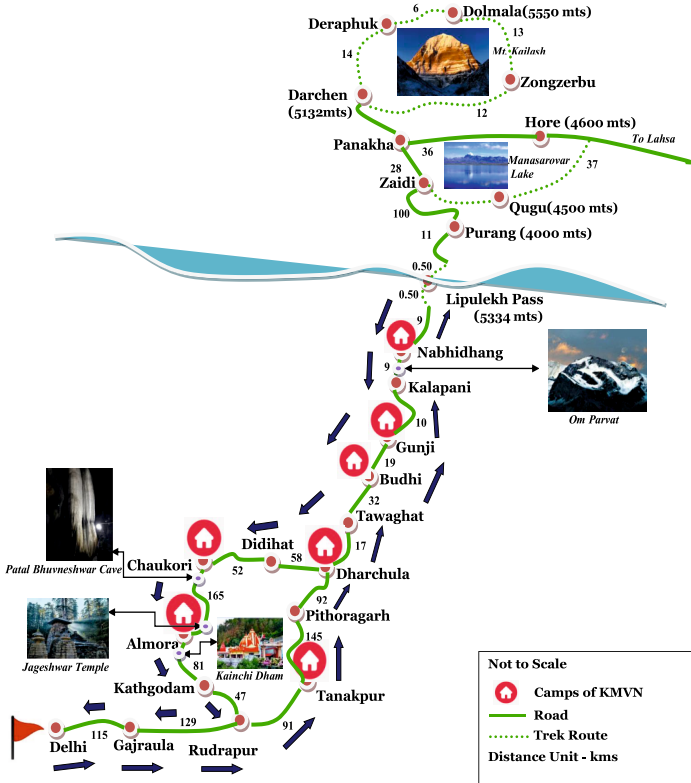 6
Dolmala(5550 mts)
Deraphuk
13
14
Mt. Kailash
Zongzerbu
Darchen
(5132mts)
12
Hore (4600 mts)
To Lahsa
Panakha
36
Manasarovar
Lake
37
28
Zaidi
100
Qugu(4500 mts)
11
Purang (4000 mts)
0.50
0.50
Lipulekh Pass
(5334 mts)
9
Nabhidhang
9
Kalapani
10
Om Parvat
Gunji
19
Budhi
32
Tawaghat
17
Didihat
Patal Bhuvneshwar Cave
Chaukori
52
58
Dharchula
165
92
Pithoragarh
Almora
145
Jageshwar Temple
81
Kainchi Dham
Kathgodam
47
Tanakpur
91
Delhi
115
Gajraula
129
Rudrapur
Not to Scale
Camps of KMVN
Road
Trek Route
Distance Unit - kms